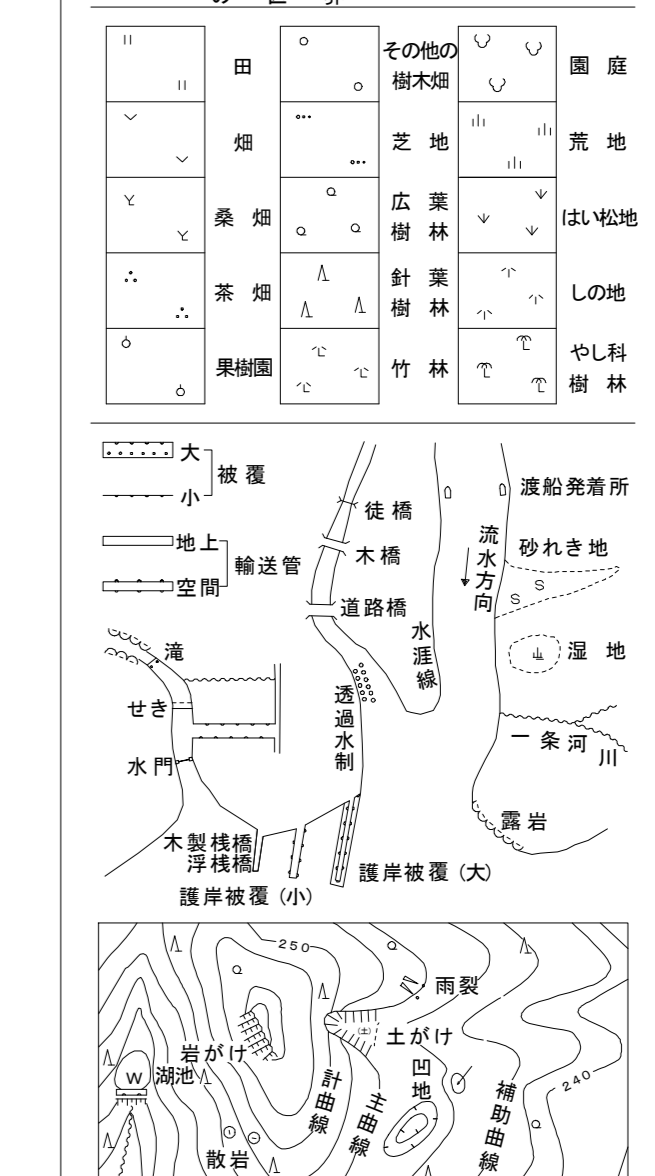 田
その他の
樹木畑
園庭
畑
芝地
荒地
桑畑
広葉
樹林
はい松地
茶畑
針葉
樹林
しの地
果樹園
竹林
やし科
樹林
大
小
被覆
地上
空間
輸送管
徒橋
木橋
道路橋
渡船発着所
流水方向
砂れき地
S
S
水涯線
湿地
滝
せき
水門
透過水制
一条河川
露岩
木製桟橋
浮桟橋
護岸被覆(大)
護岸被覆(小)
250
雨裂
(土)
土がけ
岩がけ
W
湖池
凹地
計曲線
主曲線
補助曲線
240
散岩